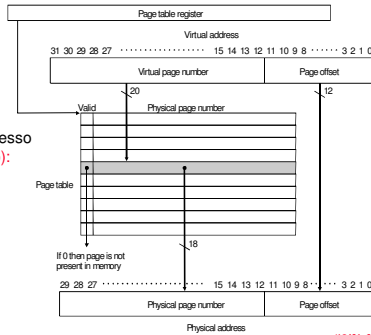 Page table register
Virtual address
31 30 29 28 27 ··················· 15 14 13 12 11 10 9 8 ······ 3 2 1 0
Virtual page number Page offset
20 12
Valid Physical page number
esso
):
Page table
18
If 0 then page is not
present in memory
29 28 27 ··················· 15 14 13 12 11 10 9 8 ······ 3 2 1 0
Physical page number Page offset
Physical address